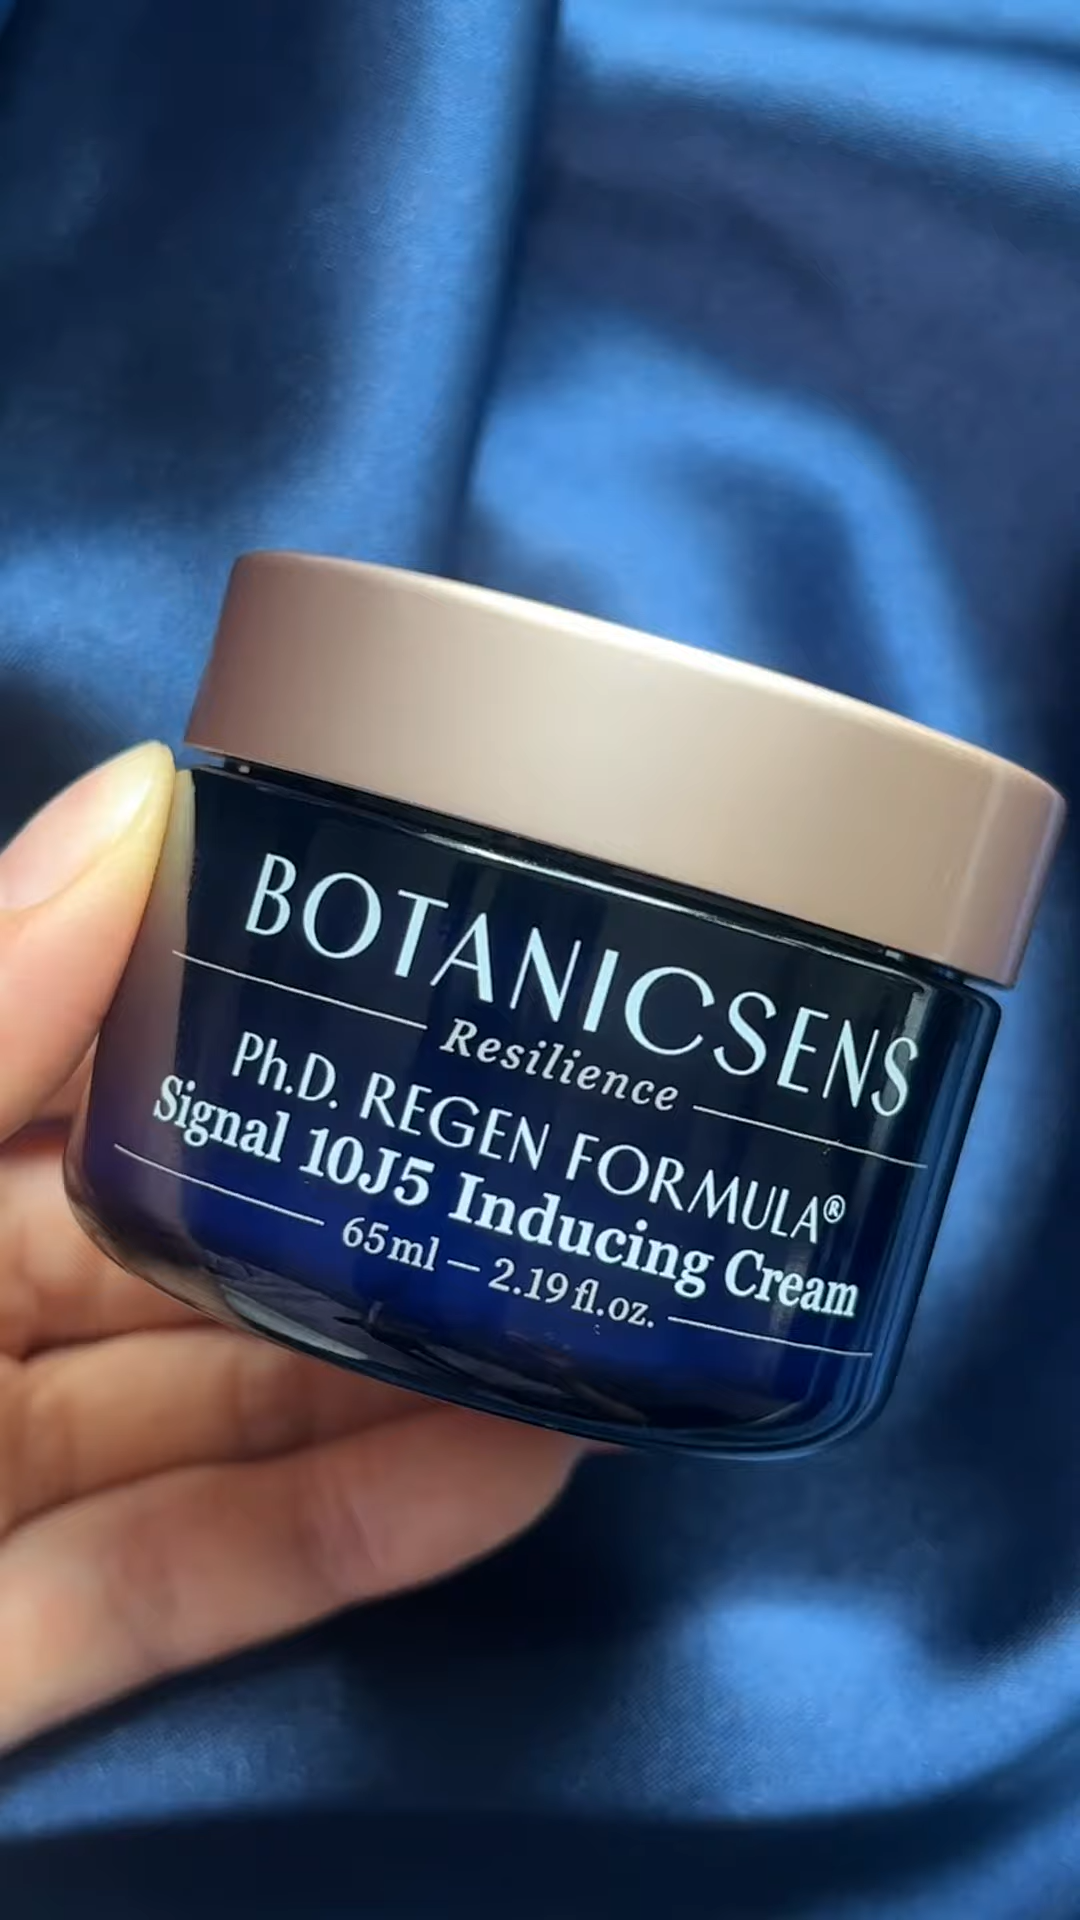 BOTANICSENS
Resilience
Ph.D. REGEN FORMULA®
Signal 10J5 Inducing Cream
65ml – 2.19 fl.oz.